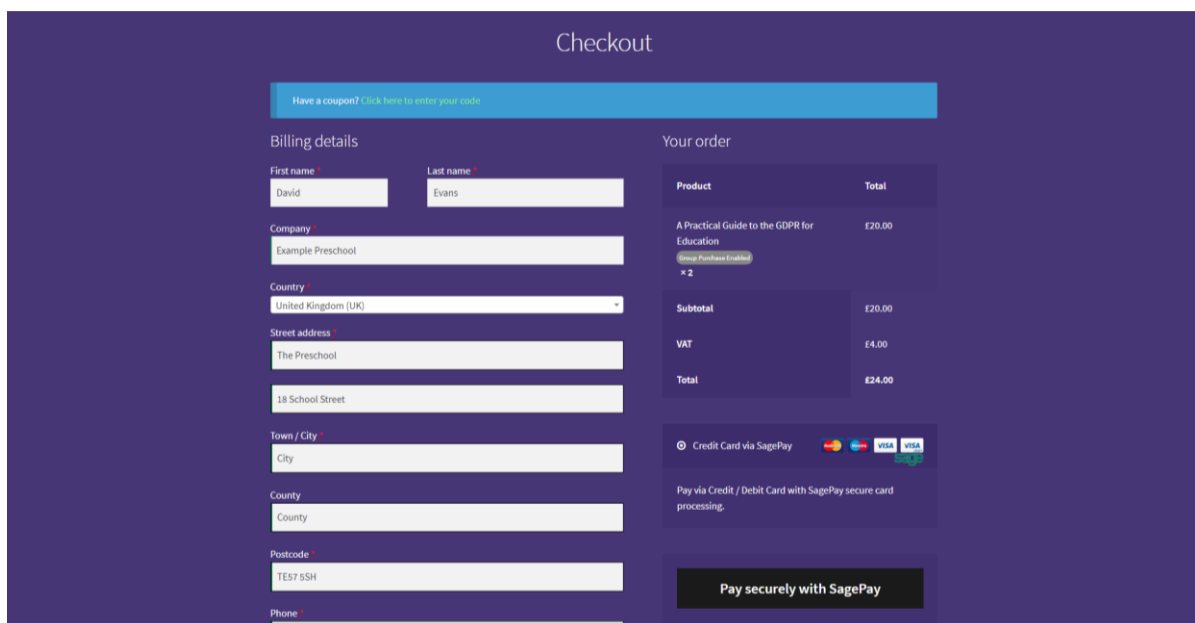 Checkout
Have a coupon? Click here to enter your code
Billing details
First name *
Last name *
David
Evans
Company *
Example Preschool
Country *
United Kingdom (UK)
Street address *
The Preschool
18 School Street
Town / City *
City
County
County
Postcode *
TE57 5SH
Phone *
Your order
Product
Total
A Practical Guide to the GDPR for
£20.00
Education
Group Purchase Enabled
× 2
Subtotal
£20.00
VAT
£4.00
Total
£24.00
Credit Card via SagePay
VISA
VISA
sage
Pay via Credit / Debit Card with SagePay secure card
processing.
Pay securely with SagePay